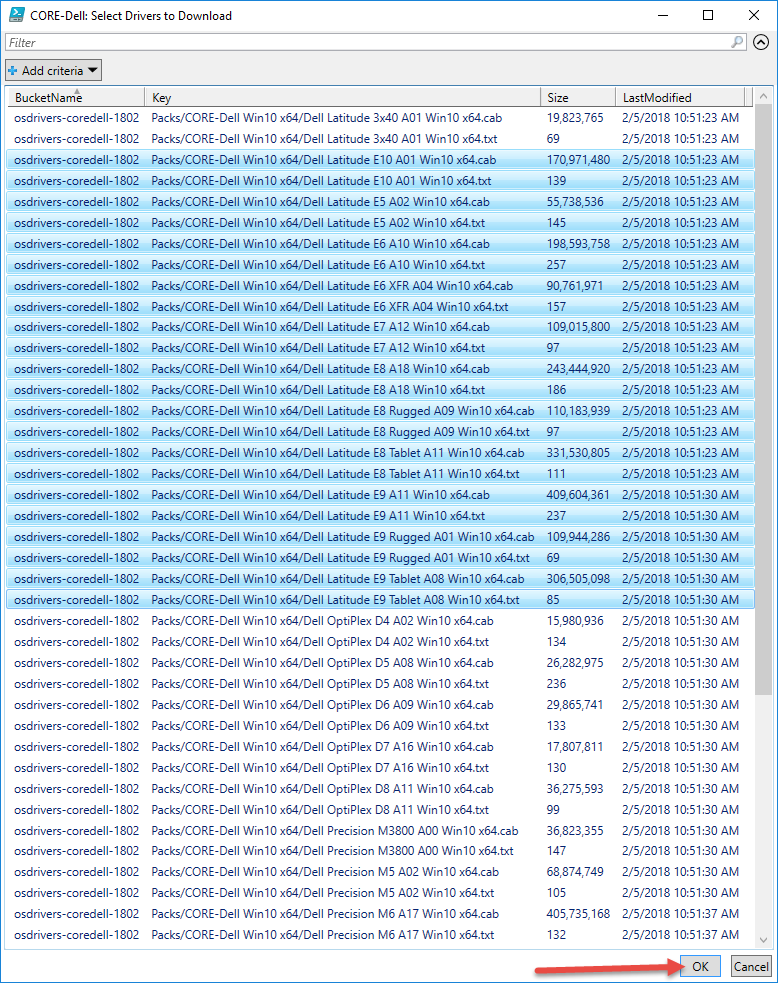 CORE-Dell: Select Drivers to Download
Filter
Add criteria
BucketName Key Size LastModified
osdrivers-coredell-1802 Packs/CORE-Dell Win10 x64/Dell Latitude 3x40 A01 Win10 x64.cab 19,823,765 2/5/2018 10:51:23 AM
osdrivers-coredell-1802 Packs/CORE-Dell Win10 x64/Dell Latitude 3x40 A01 Win10 x64.txt 69 2/5/2018 10:51:23 AM
osdrivers-coredell-1802 Packs/CORE-Dell Win10 x64/Dell Latitude E10 A01 Win10 x64.cab 170,971,480 2/5/2018 10:51:23 AM
osdrivers-coredell-1802 Packs/CORE-Dell Win10 x64/Dell Latitude E10 A01 Win10 x64.txt 139 2/5/2018 10:51:23 AM
osdrivers-coredell-1802 Packs/CORE-Dell Win10 x64/Dell Latitude E5 A02 Win10 x64.cab 55,738,536 2/5/2018 10:51:23 AM
osdrivers-coredell-1802 Packs/CORE-Dell Win10 x64/Dell Latitude E5 A02 Win10 x64.txt 145 2/5/2018 10:51:23 AM
osdrivers-coredell-1802 Packs/CORE-Dell Win10 x64/Dell Latitude E6 A10 Win10 x64.cab 198,593,758 2/5/2018 10:51:23 AM
osdrivers-coredell-1802 Packs/CORE-Dell Win10 x64/Dell Latitude E6 A10 Win10 x64.txt 257 2/5/2018 10:51:23 AM
osdrivers-coredell-1802 Packs/CORE-Dell Win10 x64/Dell Latitude E6 XFR A04 Win10 x64.cab 90,761,971 2/5/2018 10:51:23 AM
osdrivers-coredell-1802 Packs/CORE-Dell Win10 x64/Dell Latitude E6 XFR A04 Win10 x64.txt 157 2/5/2018 10:51:23 AM
osdrivers-coredell-1802 Packs/CORE-Dell Win10 x64/Dell Latitude E7 A12 Win10 x64.cab 109,015,800 2/5/2018 10:51:23 AM
osdrivers-coredell-1802 Packs/CORE-Dell Win10 x64/Dell Latitude E7 A12 Win10 x64.txt 97 2/5/2018 10:51:23 AM
osdrivers-coredell-1802 Packs/CORE-Dell Win10 x64/Dell Latitude E8 A18 Win10 x64.cab 243,444,920 2/5/2018 10:51:23 AM
osdrivers-coredell-1802 Packs/CORE-Dell Win10 x64/Dell Latitude E8 A18 Win10 x64.txt 186 2/5/2018 10:51:23 AM
osdrivers-coredell-1802 Packs/CORE-Dell Win10 x64/Dell Latitude E8 Rugged A09 Win10 x64.cab 110,183,939 2/5/2018 10:51:23 AM
osdrivers-coredell-1802 Packs/CORE-Dell Win10 x64/Dell Latitude E8 Rugged A09 Win10 x64.txt 97 2/5/2018 10:51:23 AM
osdrivers-coredell-1802 Packs/CORE-Dell Win10 x64/Dell Latitude E8 Tablet A11 Win10 x64.cab 331,530,805 2/5/2018 10:51:23 AM
osdrivers-coredell-1802 Packs/CORE-Dell Win10 x64/Dell Latitude E8 Tablet A11 Win10 x64.txt 111 2/5/2018 10:51:23 AM
osdrivers-coredell-1802 Packs/CORE-Dell Win10 x64/Dell Latitude E9 A11 Win10 x64.cab 409,604,361 2/5/2018 10:51:30 AM
osdrivers-coredell-1802 Packs/CORE-Dell Win10 x64/Dell Latitude E9 A11 Win10 x64.txt 237 2/5/2018 10:51:30 AM
osdrivers-coredell-1802 Packs/CORE-Dell Win10 x64/Dell Latitude E9 Rugged A01 Win10 x64.cab 109,944,286 2/5/2018 10:51:30 AM
osdrivers-coredell-1802 Packs/CORE-Dell Win10 x64/Dell Latitude E9 Rugged A01 Win10 x64.txt 69 2/5/2018 10:51:30 AM
osdrivers-coredell-1802 Packs/CORE-Dell Win10 x64/Dell Latitude E9 Tablet A08 Win10 x64.cab 306,505,098 2/5/2018 10:51:30 AM
osdrivers-coredell-1802 Packs/CORE-Dell Win10 x64/Dell Latitude E9 Tablet A08 Win10 x64.txt 85 2/5/2018 10:51:30 AM
osdrivers-coredell-1802 Packs/CORE-Dell Win10 x64/Dell OptiPlex D4 A02 Win10 x64.cab 15,980,936 2/5/2018 10:51:30 AM
osdrivers-coredell-1802 Packs/CORE-Dell Win10 x64/Dell OptiPlex D4 A02 Win10 x64.txt 134 2/5/2018 10:51:30 AM
osdrivers-coredell-1802 Packs/CORE-Dell Win10 x64/Dell OptiPlex D5 A08 Win10 x64.cab 26,282,975 2/5/2018 10:51:30 AM
osdrivers-coredell-1802 Packs/CORE-Dell Win10 x64/Dell OptiPlex D5 A08 Win10 x64.txt 236 2/5/2018 10:51:30 AM
osdrivers-coredell-1802 Packs/CORE-Dell Win10 x64/Dell OptiPlex D6 A09 Win10 x64.cab 29,865,741 2/5/2018 10:51:30 AM
osdrivers-coredell-1802 Packs/CORE-Dell Win10 x64/Dell OptiPlex D6 A09 Win10 x64.txt 133 2/5/2018 10:51:30 AM
osdrivers-coredell-1802 Packs/CORE-Dell Win10 x64/Dell OptiPlex D7 A16 Win10 x64.cab 17,807,811 2/5/2018 10:51:30 AM
osdrivers-coredell-1802 Packs/CORE-Dell Win10 x64/Dell OptiPlex D7 A16 Win10 x64.txt 130 2/5/2018 10:51:30 AM
osdrivers-coredell-1802 Packs/CORE-Dell Win10 x64/Dell OptiPlex D8 A11 Win10 x64.cab 36,275,593 2/5/2018 10:51:30 AM
osdrivers-coredell-1802 Packs/CORE-Dell Win10 x64/Dell OptiPlex D8 A11 Win10 x64.txt 99 2/5/2018 10:51:30 AM
osdrivers-coredell-1802 Packs/CORE-Dell Win10 x64/Dell Precision M3800 A00 Win10 x64.cab 36,823,355 2/5/2018 10:51:30 AM
osdrivers-coredell-1802 Packs/CORE-Dell Win10 x64/Dell Precision M3800 A00 Win10 x64.txt 147 2/5/2018 10:51:30 AM
osdrivers-coredell-1802 Packs/CORE-Dell Win10 x64/Dell Precision M5 A02 Win10 x64.cab 68,874,749 2/5/2018 10:51:30 AM
osdrivers-coredell-1802 Packs/CORE-Dell Win10 x64/Dell Precision M5 A02 Win10 x64.txt 105 2/5/2018 10:51:30 AM
osdrivers-coredell-1802 Packs/CORE-Dell Win10 x64/Dell Precision M6 A17 Win10 x64.cab 405,735,168 2/5/2018 10:51:37 AM
osdrivers-coredell-1802 Packs/CORE-Dell Win10 x64/Dell Precision M6 A17 Win10 x64.txt 132 2/5/2018 10:51:37 AM
OK Cancel